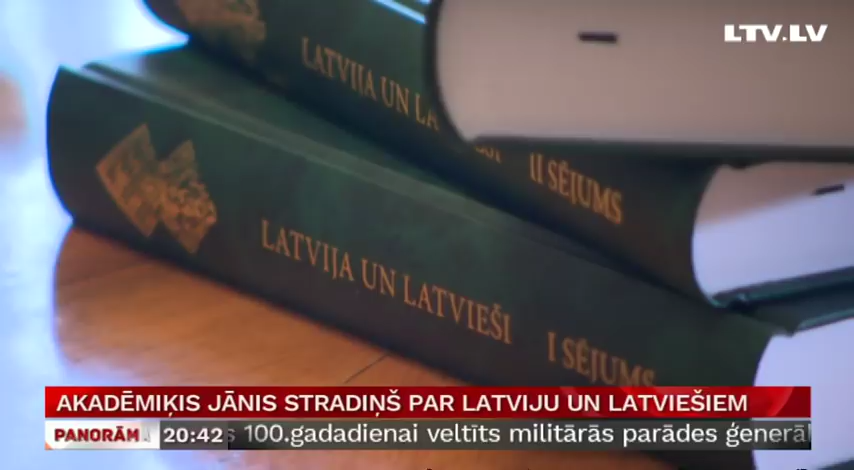 LTV.LV
LATVIJA UN
II SĒJUMS
LATVIJA UN LATVIEŠI I SĒJUMS
AKADĒMIĶIS JĀNIS STRADIŅŠ PAR LATVIJU UN LATVIEŠIEM
PANORĀM 20:42 100.gadadienai veltīts militārās parādes ģenerāl